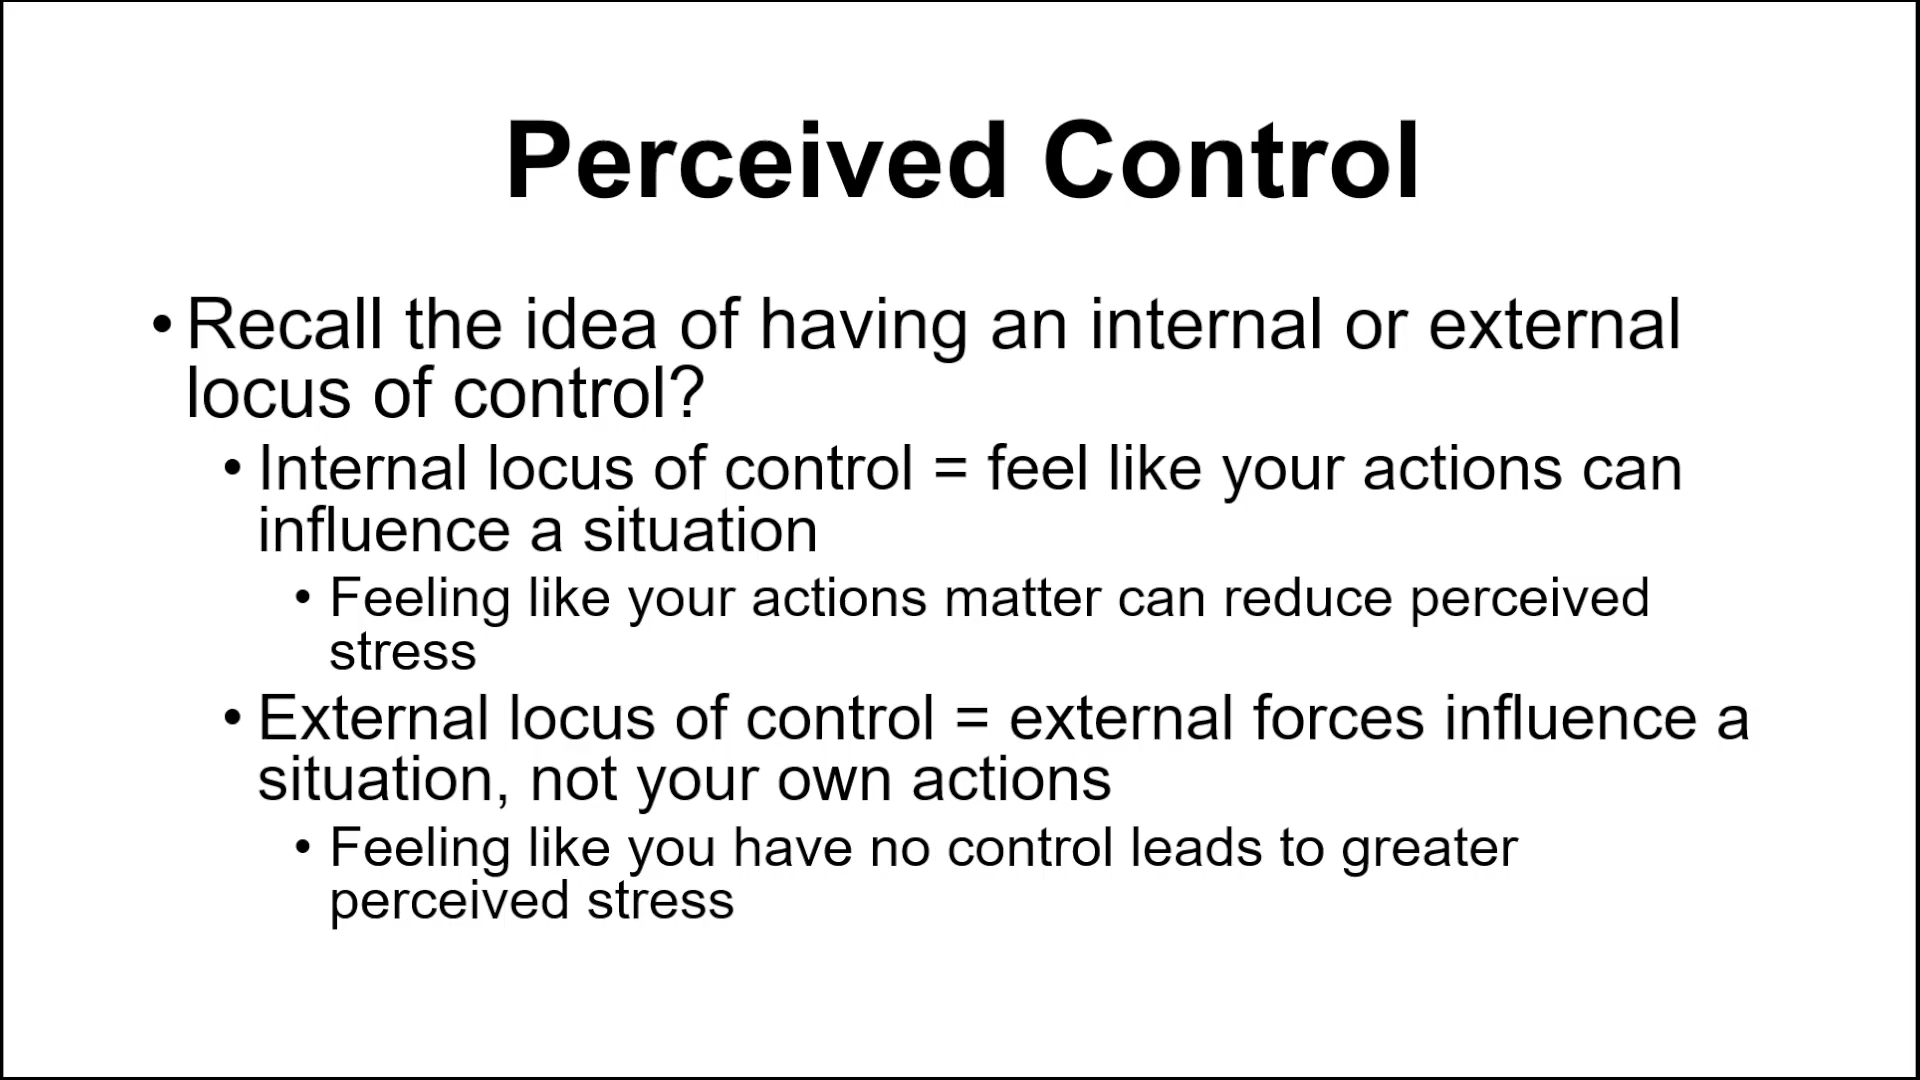 Perceived Control
• Recall the idea of having an internal or external
locus of control?
• Internal locus of control = feel like your actions can
influence a situation
• Feeling like your actions matter can reduce perceived
stress
• External locus of control = external forces influence a
situation, not your own actions
• Feeling like you have no control leads to greater
perceived stress